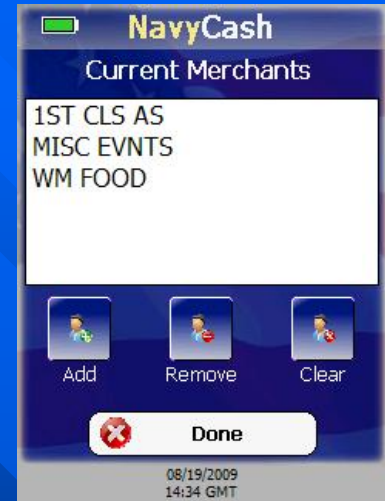 NavyCash
Current Merchants
1ST CLS AS
MISC EVNTS
WM FOOD
Add Remove Clear
Done
08/19/2009
14:34 GMT